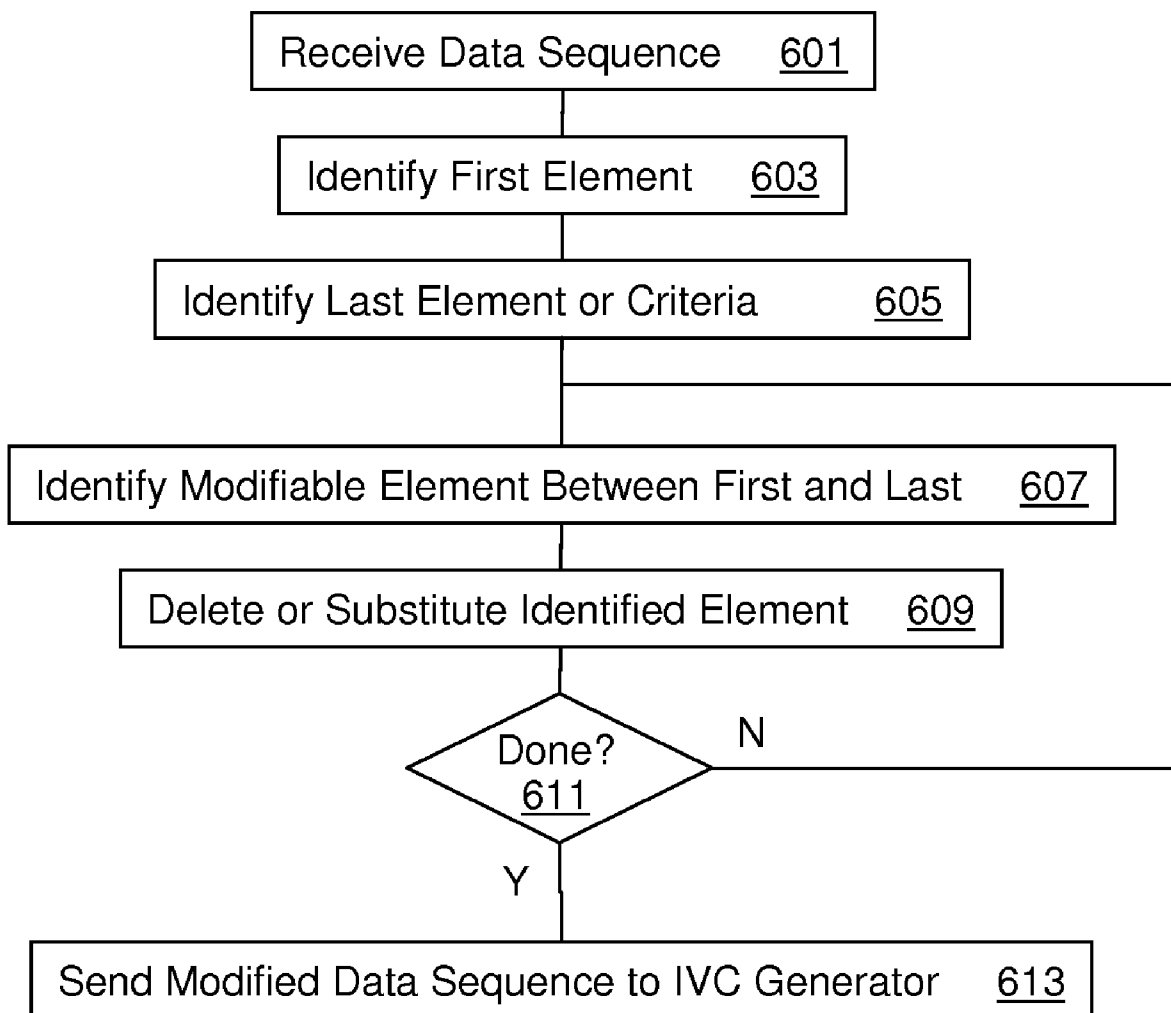 Receive Data Sequence 601
Identify First Element 603
Identify Last Element or Criteria 605
Identify Modifiable Element Between First and Last 607
Delete or Substitute Identified Element 609
Done?
611
N
Y
Send Modified Data Sequence to IVC Generator 613